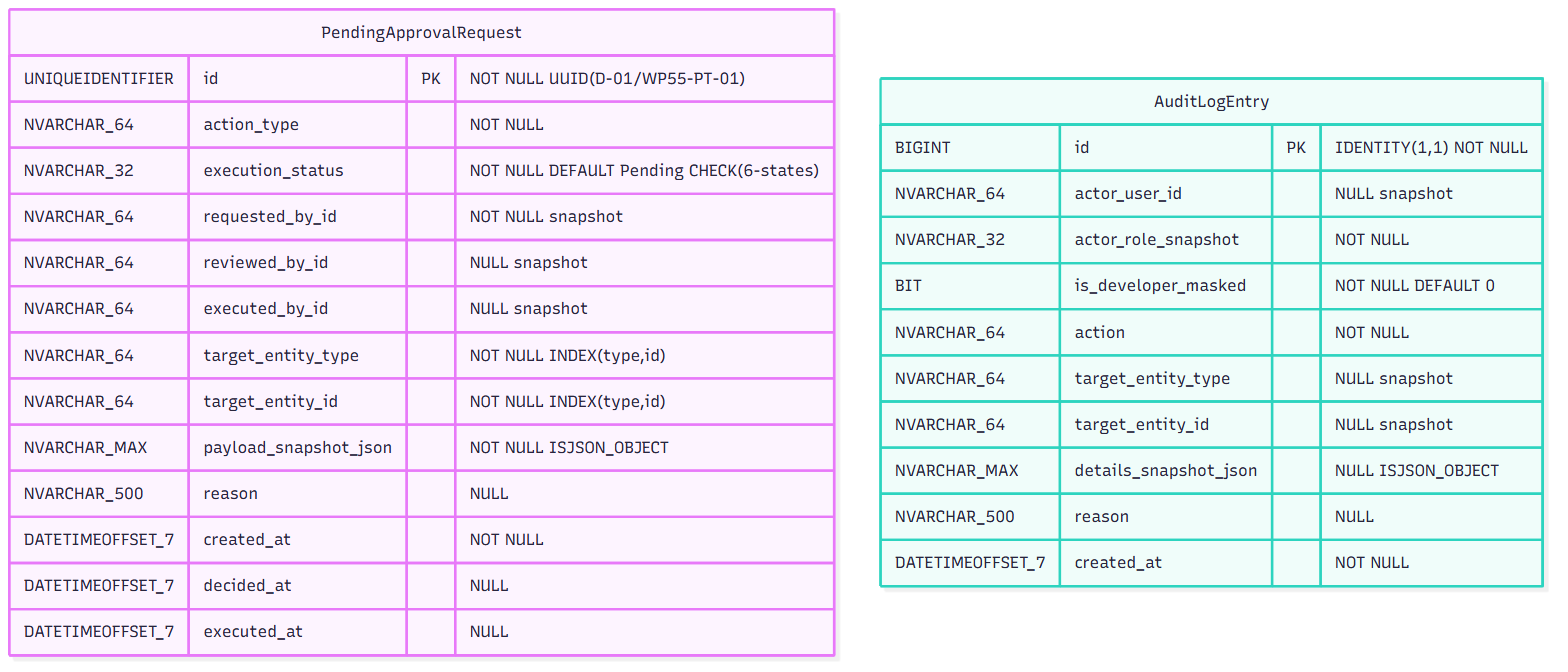 PendingApprovalRequest
UNIQUEIDENTIFIER id PK NOT NULL UUID(D-01/WP55-PT-01)
NVARCHAR_64 action_type NOT NULL
NVARCHAR_32 execution_status NOT NULL DEFAULT Pending CHECK(6-states)
NVARCHAR_64 requested_by_id NOT NULL snapshot
NVARCHAR_64 reviewed_by_id NULL snapshot
NVARCHAR_64 executed_by_id NULL snapshot
NVARCHAR_64 target_entity_type NOT NULL INDEX(type,id)
NVARCHAR_64 target_entity_id NOT NULL INDEX(type,id)
NVARCHAR_MAX payload_snapshot_json NOT NULL ISJSON_OBJECT
NVARCHAR_500 reason NULL
DATETIMEOFFSET_7 created_at NOT NULL
DATETIMEOFFSET_7 decided_at NULL
DATETIMEOFFSET_7 executed_at NULL
AuditLogEntry
BIGINT id PK IDENTITY(1,1) NOT NULL
NVARCHAR_64 actor_user_id NULL snapshot
NVARCHAR_32 actor_role_snapshot NOT NULL
BIT is_developer_masked NOT NULL DEFAULT 0
NVARCHAR_64 action NOT NULL
NVARCHAR_64 target_entity_type NULL snapshot
NVARCHAR_64 target_entity_id NULL snapshot
NVARCHAR_MAX details_snapshot_json NULL ISJSON_OBJECT
NVARCHAR_500 reason NULL
DATETIMEOFFSET_7 created_at NOT NULL